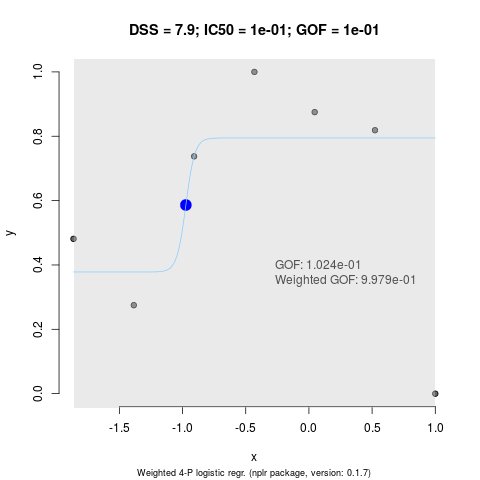 DSS = 7.9; IC50 = 1e-01; GOF = 1e-01
1.0
0.8
0.6
0.4
0.2
0.0
y
GOF: 1.024e-01
Weighted GOF: 9.979e-01
-1.5 -1.0 -0.5 0.0 0.5 1.0
x
Weighted 4-P logistic regr. (nplr package, version: 0.1.7)